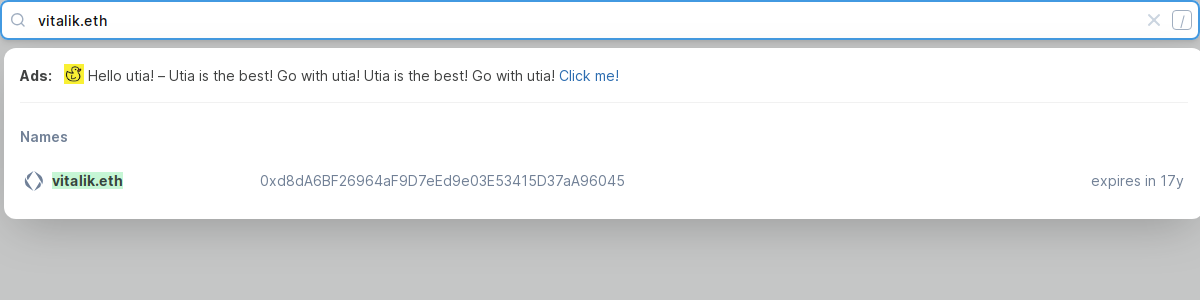 vitalik.eth /
Ads: Hello utia! – Utia is the best! Go with utia! Utia is the best! Go with utia! Click me!
Names
vitalik.eth 0xd8dA6BF26964aF9D7eEd9e03E53415D37aA96045 expires in 17y